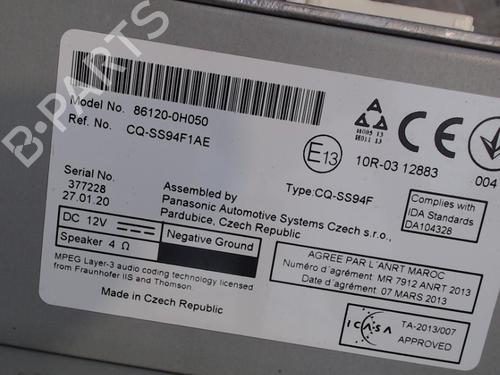 B-PARTS
Model No. 86120-0H050
Ref. No. CQ-SS94F1AE
E13
10R-03 12883
004
Serial No.
377228
27.01.20
Assembled by
Panasonic Automotive Systems Czech s.r.o.,
Pardubice, Czech Republic
Type:CQ-SS94F
Complies with
IDA Standards
DA104328
DC 12V
Speaker 4 Ω
Negative Ground
MPEG Layer-3 audio coding technology licensed
from Fraunhofer IIS and Thomson
Made in Czech Republic
AGREE PAR L'ANRT MAROC
Numéro d'agrément: MR 7912 ANRT 2013
Date d'agrément: 07 MARS 2013
ICASA
TA-2013/007
APPROVED